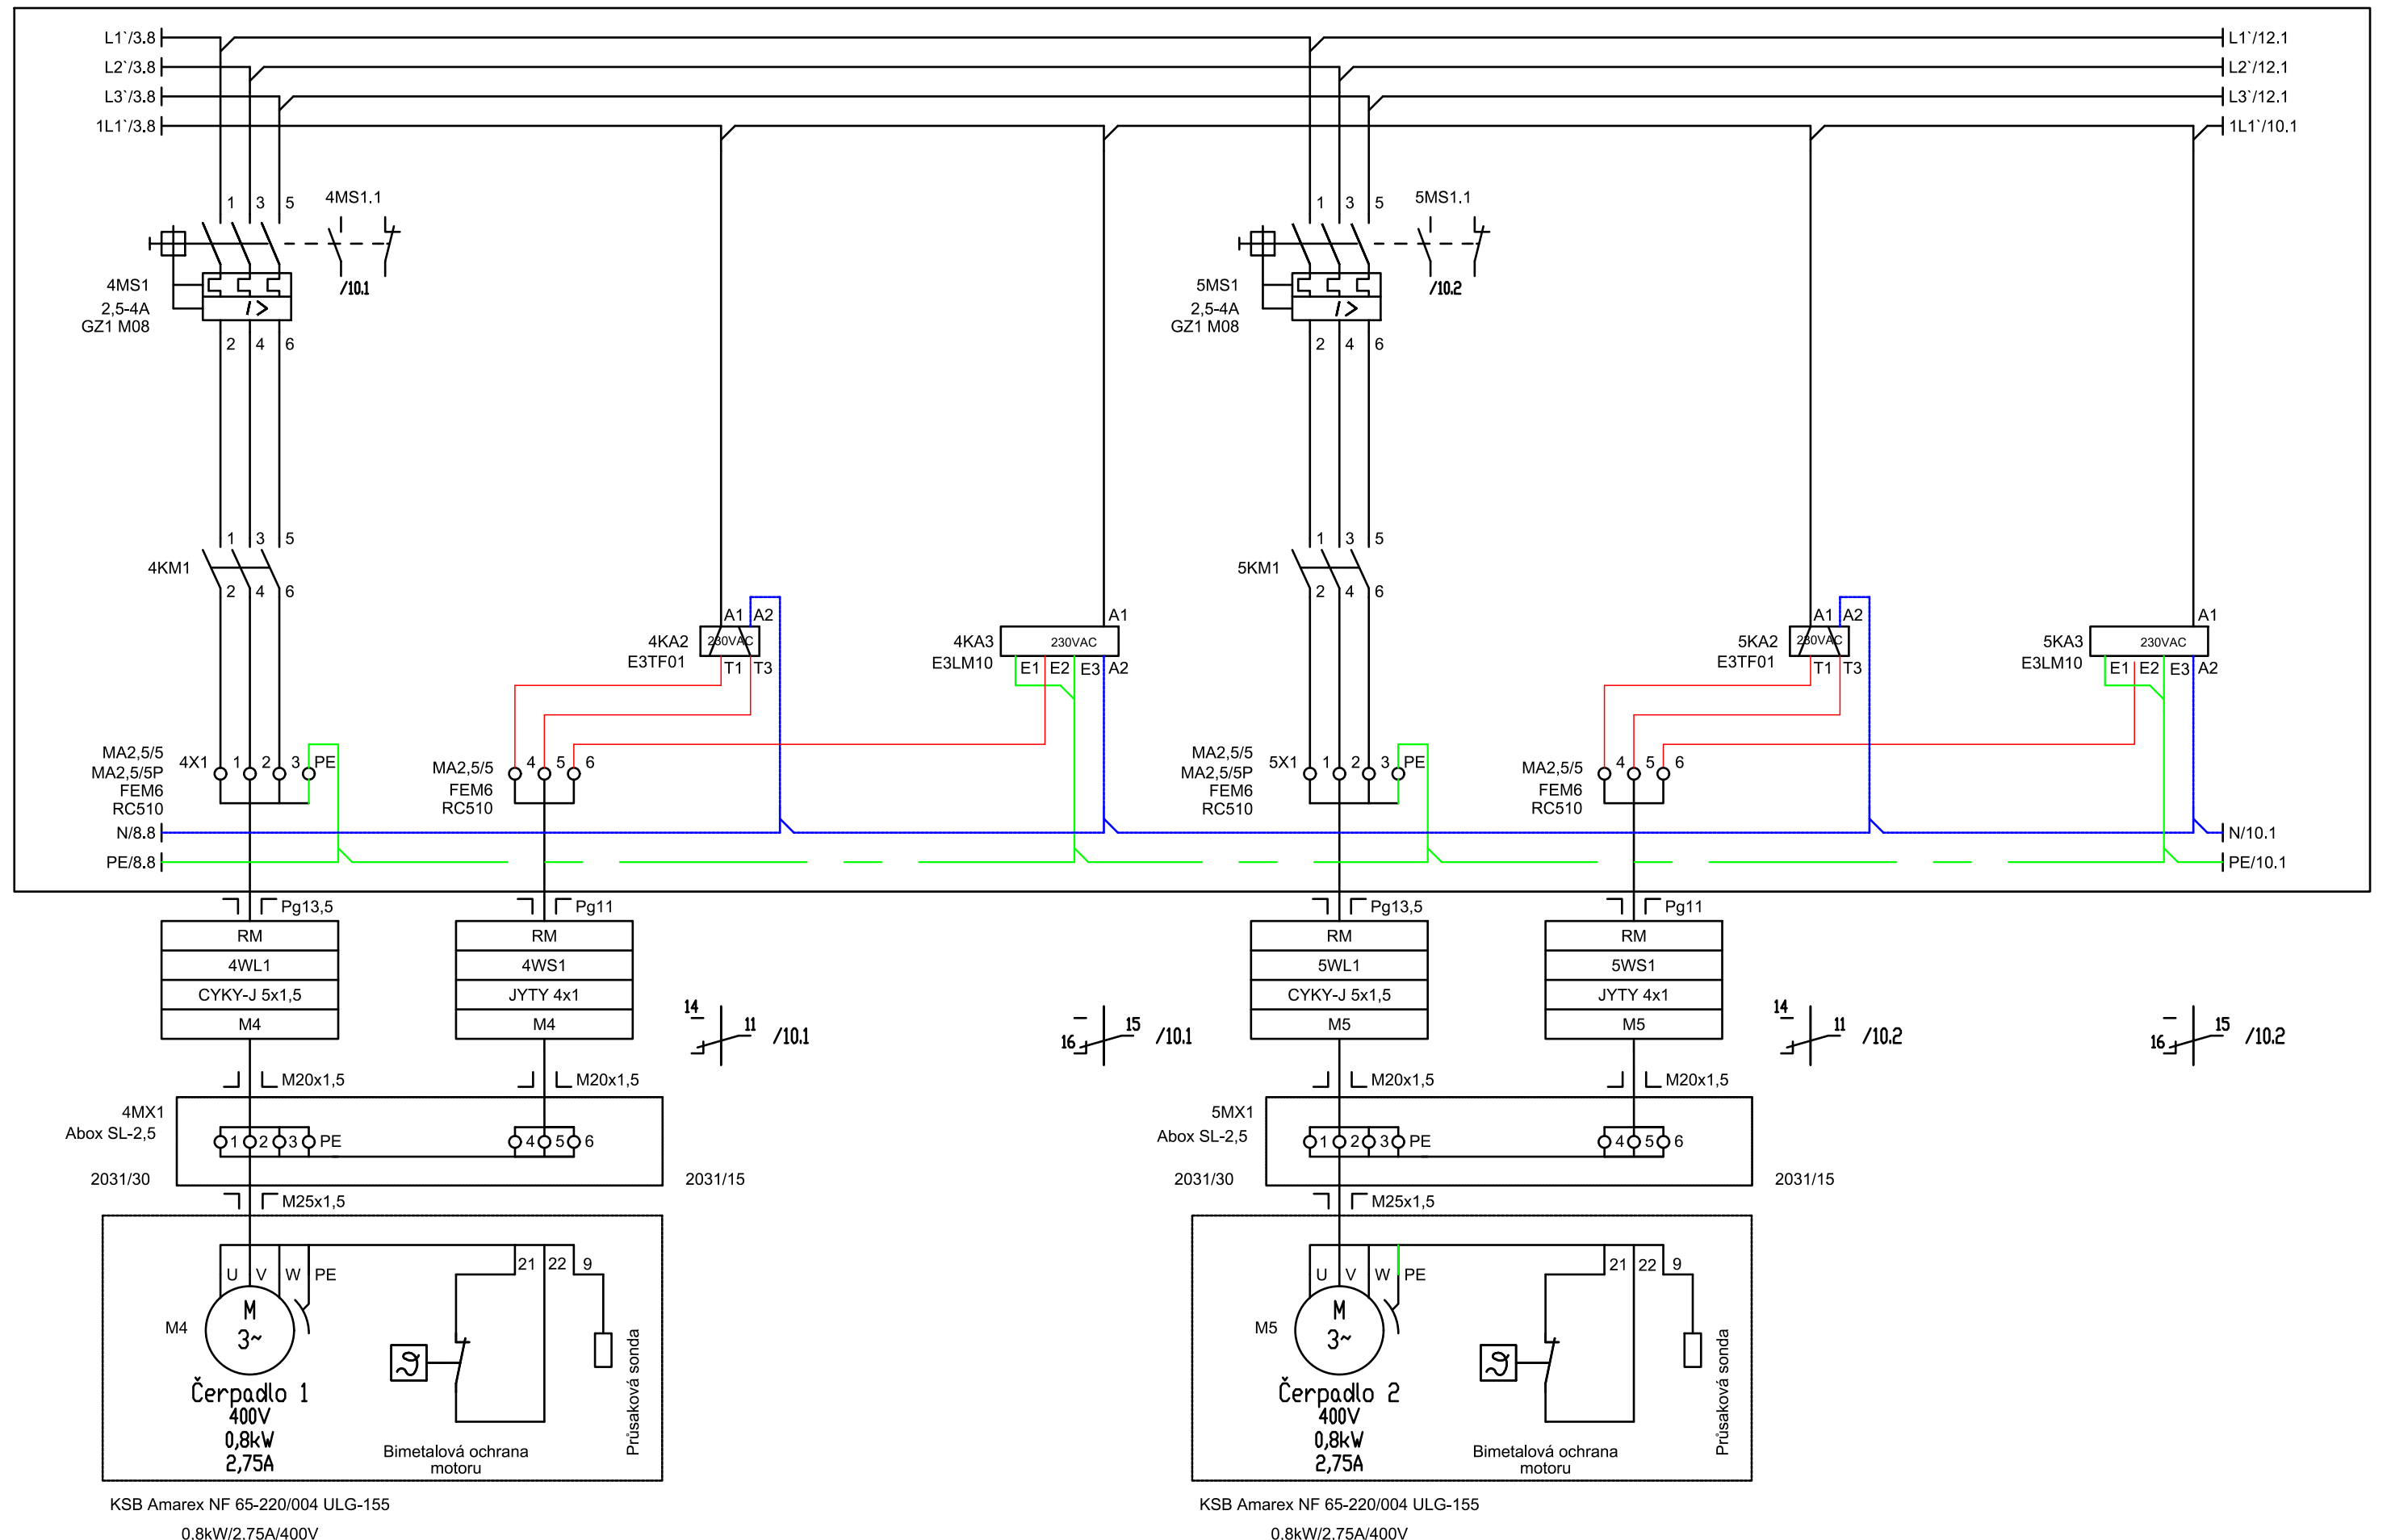 L1`/3.8
L2`/3.8
L3`/3.8
1L1`/3.8
L1`/12.1
L2`/12.1
L3`/12.1
1L1`/10.1
1 3 5
4MS1.1
4MS1
2,5-4A
GZ1 M08
/10.1
2 4 6
1 3 5
5MS1.1
5MS1
2,5-4A
GZ1 M08
/10.2
2 4 6
1 3 5
4KM1
2 4 6
A1 A2
4KA2
230VAC
E3TF01
T1 T3
A1
4KA3
230VAC
E3LM10
E1 E2 E3 A2
1 3 5
5KM1
2 4 6
A1 A2
5KA2
230VAC
E3TF01
T1 T3
A1
5KA3
230VAC
E3LM10
E1 E2 E3 A2
MA2,5/5
MA2,5/5P
FEM6
RC510
4X1 1 2 3 PE
MA2,5/5
FEM6
RC510
4 5 6
MA2,5/5
MA2,5/5P
FEM6
RC510
5X1 1 2 3 PE
MA2,5/5
FEM6
RC510
4 5 6
N/8.8
PE/8.8
N/10.1
PE/10.1
Pg13,5
RM
4WL1
CYKY-J 5x1,5
M4
M20x1,5
Pg11
RM
4WS1
JYTY 4x1
M4
M20x1,5
14
11
/10.1
15
16
/10.1
Pg13,5
RM
5WL1
CYKY-J 5x1,5
M5
M20x1,5
Pg11
RM
5WS1
JYTY 4x1
M5
M20x1,5
14
11
/10.2
15
16
/10.2
4MX1
Abox SL-2,5
1 2 3 PE
4 5 6
2031/30
2031/15
M25x1,5
5MX1
Abox SL-2,5
1 2 3 PE
4 5 6
2031/30
2031/15
M25x1,5
U V W PE
21 22 9
M4
M
3~
Čerpadlo 1
400V
0,8kW
2,75A
Bimetalová ochrana
motoru
Průsaková sonda
KSB Amarex NF 65-220/004 ULG-155
0.8kW/2.75A/400V
U V W PE
21 22 9
M5
M
3~
Čerpadlo 2
400V
0,8kW
2,75A
Bimetalová ochrana
motoru
Průsaková sonda
KSB Amarex NF 65-220/004 ULG-155
0.8kW/2.75A/400V